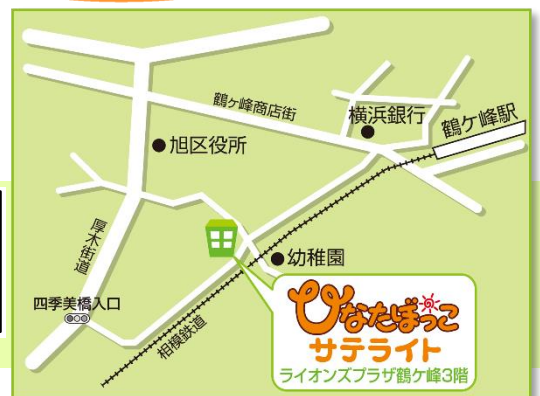 鶴ヶ峰商店街
横浜銀行
鶴ヶ峰駅
旭区役所
厚木街道
幼稚園
四季美橋入口
相模鉄道
ひなたぼっこ
サテライト
ライオンズプラザ鶴ケ峰3階